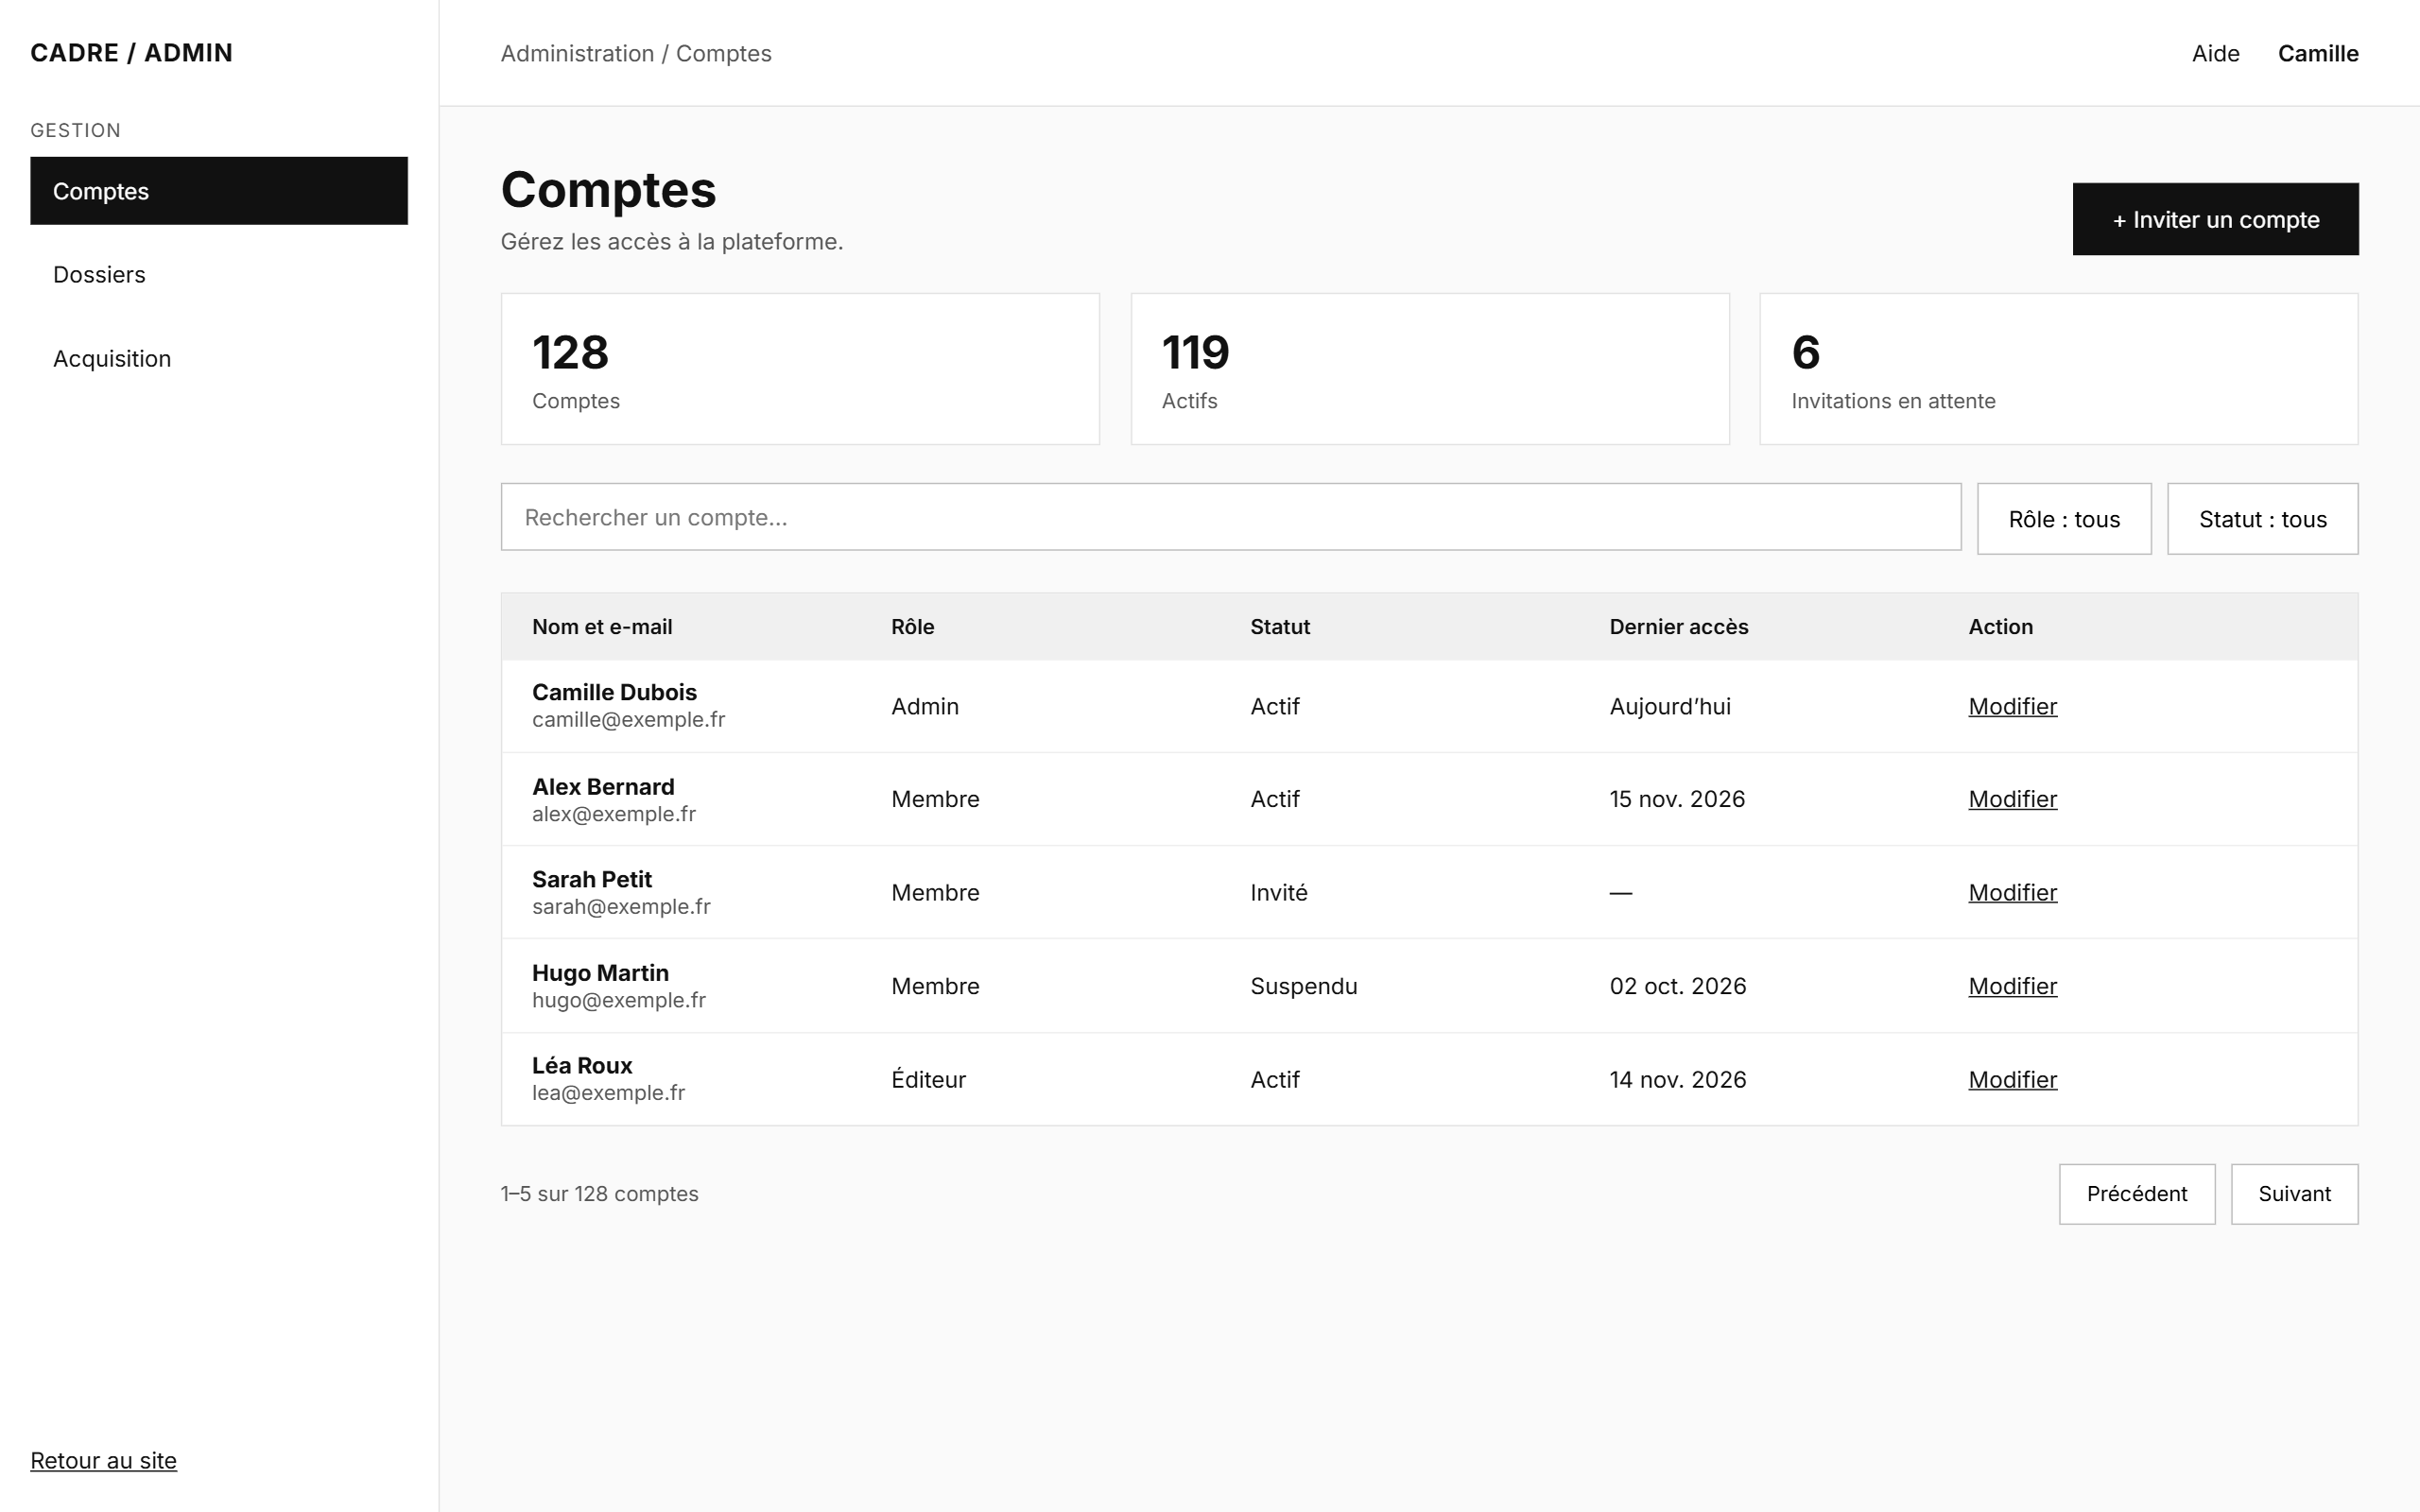 CADRE / ADMIN
GESTION
Comptes
Dossiers
Acquisition
Retour au site
Administration / Comptes
Aide
Camille
Comptes
Gérez les accès à la plateforme.
+ Inviter un compte
128
Comptes
119
Actifs
6
Invitations en attente
Rechercher un compte...
Rôle : tous
Statut : tous
Nom et e-mail Rôle Statut Dernier accès Action
Camille Dubois
camille@exemple.fr
Admin Actif Aujourd’hui Modifier
Alex Bernard
alex@exemple.fr
Membre Actif 15 nov. 2026 Modifier
Sarah Petit
sarah@exemple.fr
Membre Invité — Modifier
Hugo Martin
hugo@exemple.fr
Membre Suspendu 02 oct. 2026 Modifier
Léa Roux
lea@exemple.fr
Éditeur Actif 14 nov. 2026 Modifier
1–5 sur 128 comptes
Précédent
Suivant